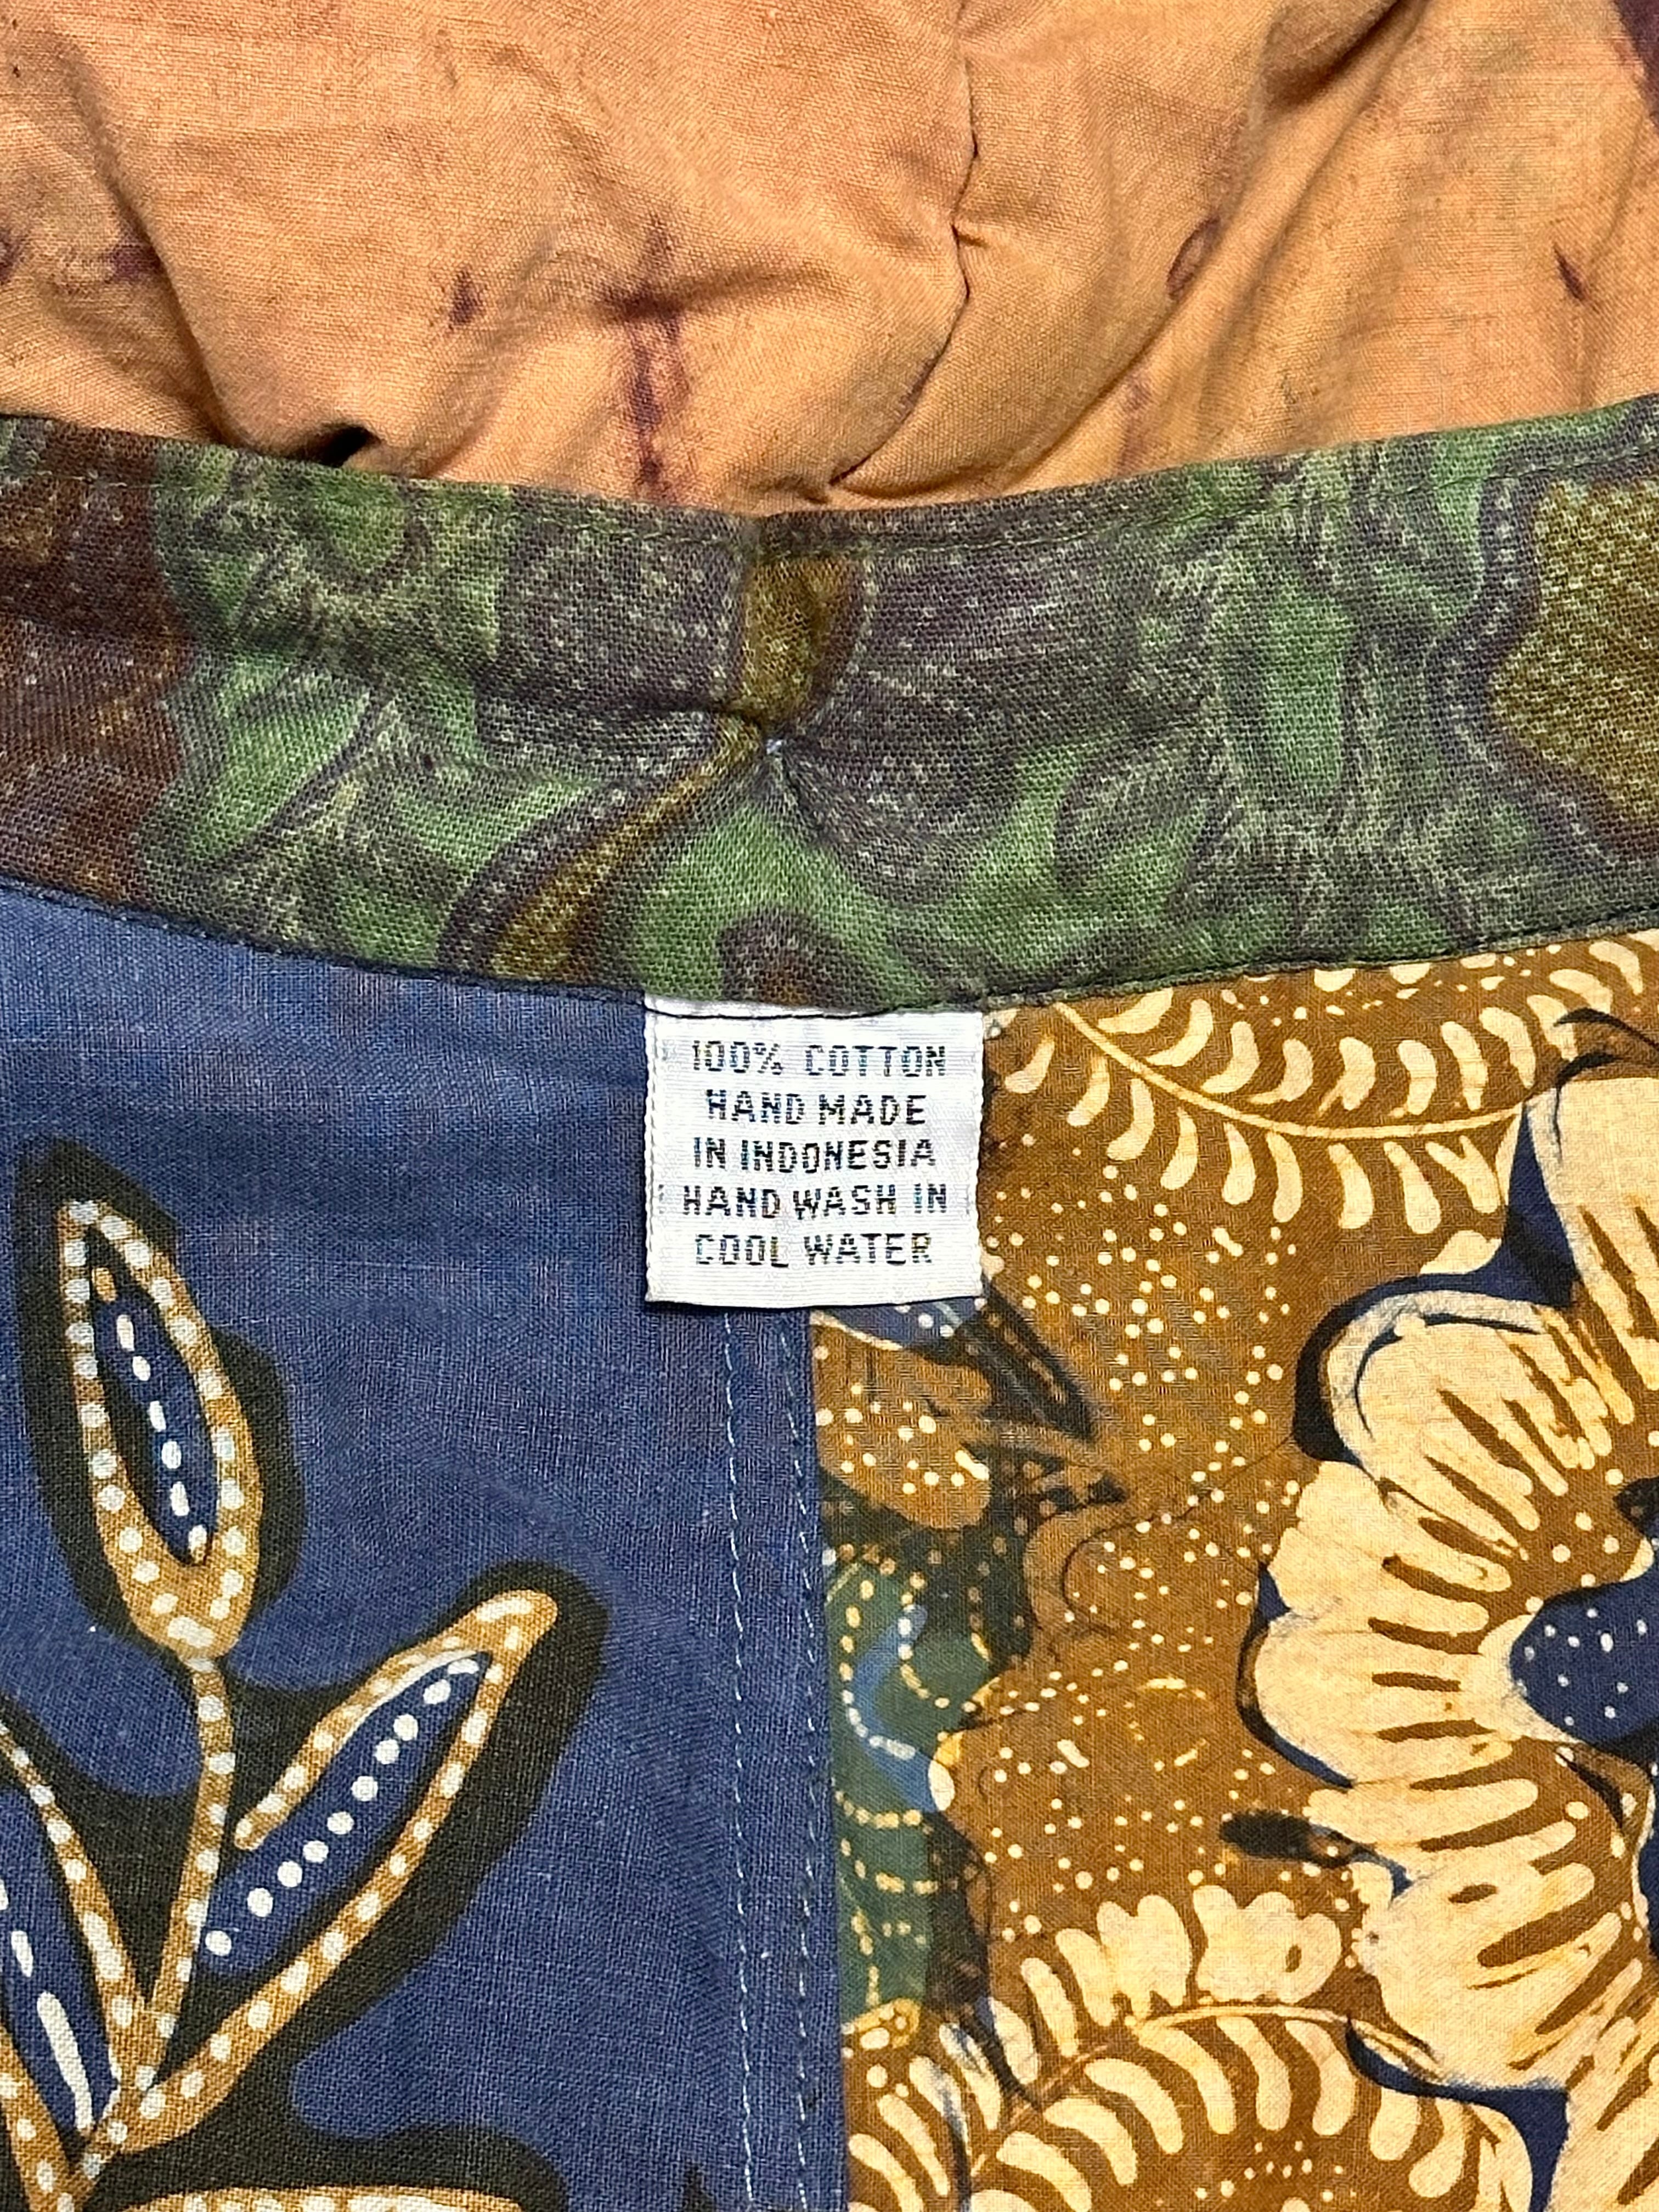 100% COTTON
HAND MADE
IN INDONESIA
HAND WASH IN
COOL WATER